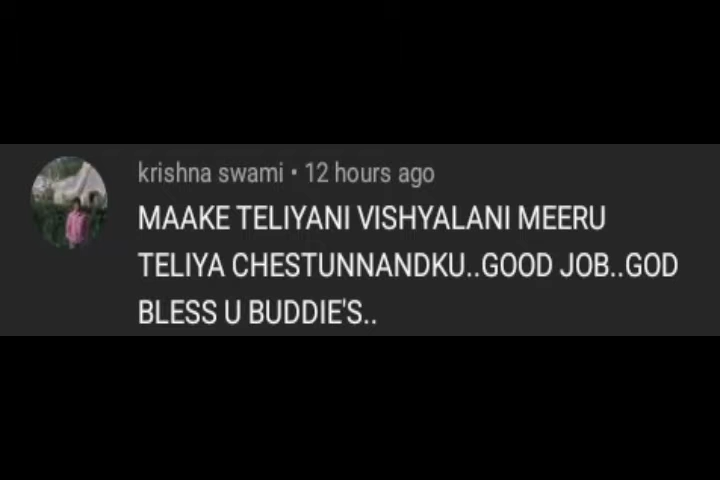 krishna swami • 12 hours ago
MAAKE TELIYANI VISHYALANI MEERU
TELIYA CHESTUNNANDKU..GOOD JOB..GOD
BLESS U BUDDIE'S..